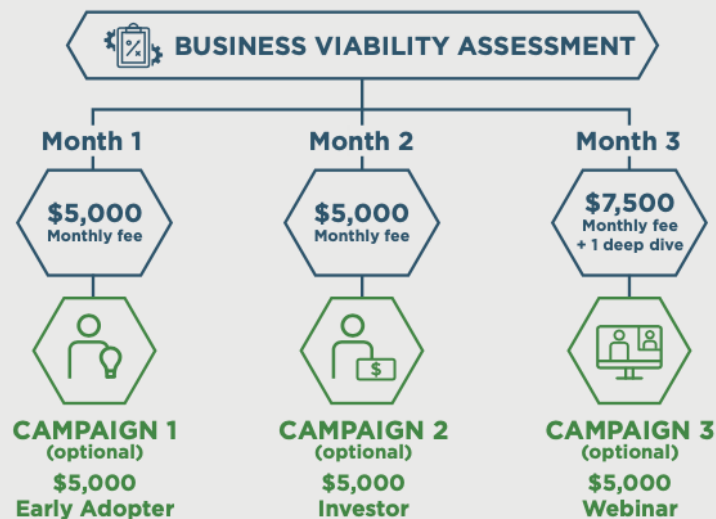 BUSINESS VIABILITY ASSESSMENT
Month 1
$5,000
Monthly fee
CAMPAIGN 1
(optional)
$5,000
Early Adopter
Month 2
$5,000
Monthly fee
$
CAMPAIGN 2
(optional)
$5,000
Investor
Month 3
$7,500
Monthly fee
+ 1 deep dive
CAMPAIGN 3
(optional)
$5,000
Webinar